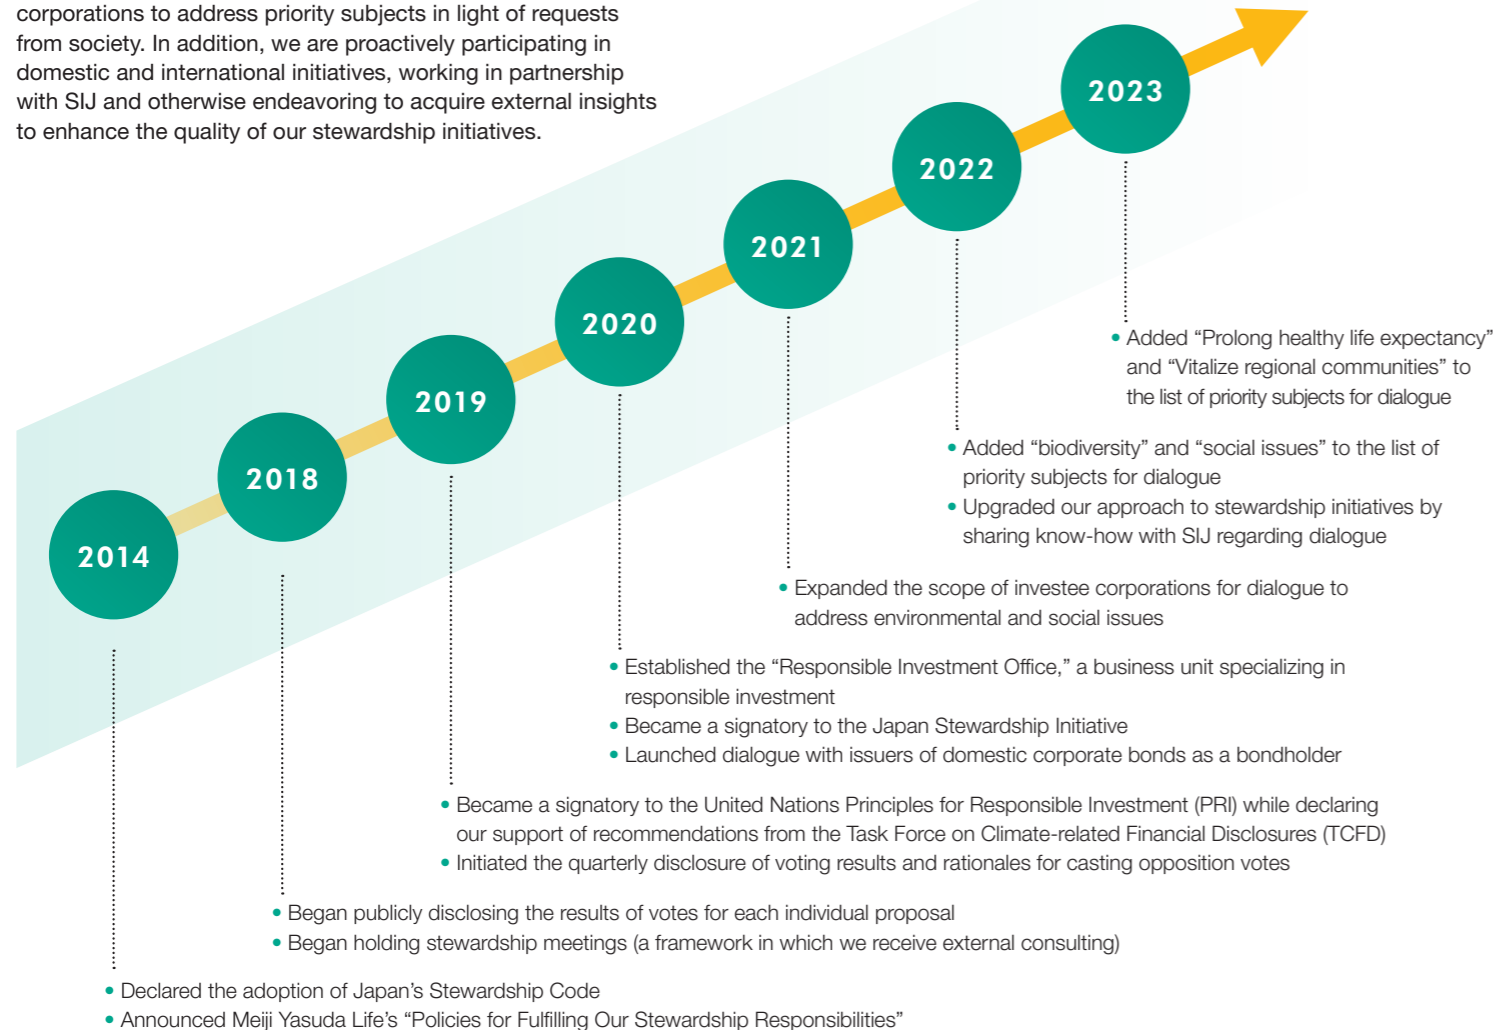 corporations to address priority subjects in light of requests
from society. In addition, we are proactively participating in
domestic and international initiatives, working in partnership
with SIJ and otherwise endeavoring to acquire external insights
to enhance the quality of our stewardship initiatives.
2023
2022
2021
2020
2019
2018
2014
• Added “Prolong healthy life expectancy”
and “Vitalize regional communities” to
the list of priority subjects for dialogue
• Added “biodiversity” and “social issues” to the list of
priority subjects for dialogue
• Upgraded our approach to stewardship initiatives by
sharing know-how with SIJ regarding dialogue
• Expanded the scope of investee corporations for dialogue to
address environmental and social issues
• Established the “Responsible Investment Office,” a business unit specializing in
responsible investment
• Became a signatory to the Japan Stewardship Initiative
• Launched dialogue with issuers of domestic corporate bonds as a bondholder
• Became a signatory to the United Nations Principles for Responsible Investment (PRI) while declaring
our support of recommendations from the Task Force on Climate-related Financial Disclosures (TCFD)
• Initiated the quarterly disclosure of voting results and rationales for casting opposition votes
• Began publicly disclosing the results of votes for each individual proposal
• Began holding stewardship meetings (a framework in which we receive external consulting)
• Declared the adoption of Japan’s Stewardship Code
• Announced Meiji Yasuda Life’s “Policies for Fulfilling Our Stewardship Responsibilities”